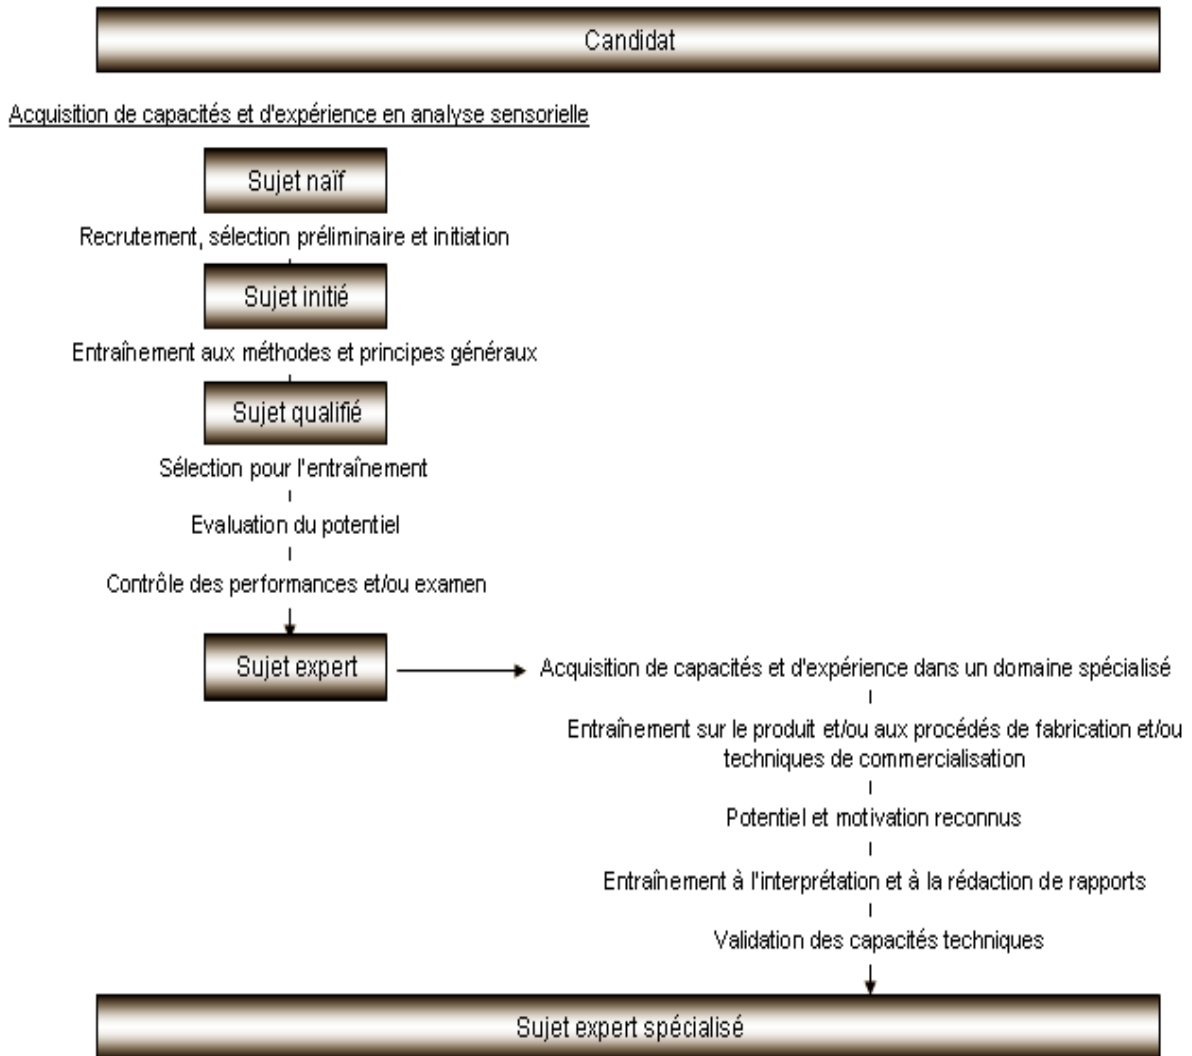 Candidat
Acquisition de capacités et d'expérience en analyse sensorielle
Sujet naïf
Recrutement, sélection préliminaire et initiation
Sujet initié
Entraînement aux méthodes et principes généraux
Sujet qualifié
Sélection pour l'entraînement
Evaluation du potentiel
Contrôle des performances et/ou examen
Sujet expert
Acquisition de capacités et d'expérience dans un domaine spécialisé
Entraînement sur le produit et/ou aux procédés de fabrication et/ou
techniques de commercialisation
Potentiel et motivation reconnus
Entraînement à l'interprétation et à la rédaction de rapports
Validation des capacités techniques
Sujet expert spécialisé